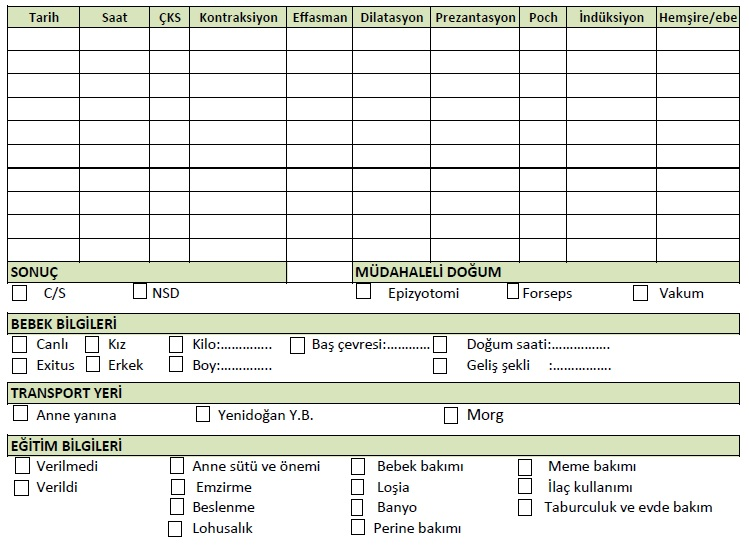 Tarih Saat ÇKS Kontraksiyon Effasman Dilatasyon Prezantasyon Poch İndüksiyon Hemşire/ebe
SONUÇ MÜDAHALELİ DOĞUM
C/S NSD Epizyotomi Forseps Vakum
BEBEK BİLGİLERİ
Canlı Kız Kilo:………….. Baş çevresi:………… Doğum saati:…………….
Exitus Erkek Boy:………….. Geliş şekli :…………….
TRANSPORT YERİ
Anne yanına Yenidoğan Y.B. Morg
EĞİTİM BİLGİLERİ
Verilmedi Anne sütü ve önemi Bebek bakımı Meme bakımı
Verildi Emzirme Loşia İlaç kullanımı
Beslenme Banyo Taburculuk ve evde bakım
Lohusalık Perine bakımı